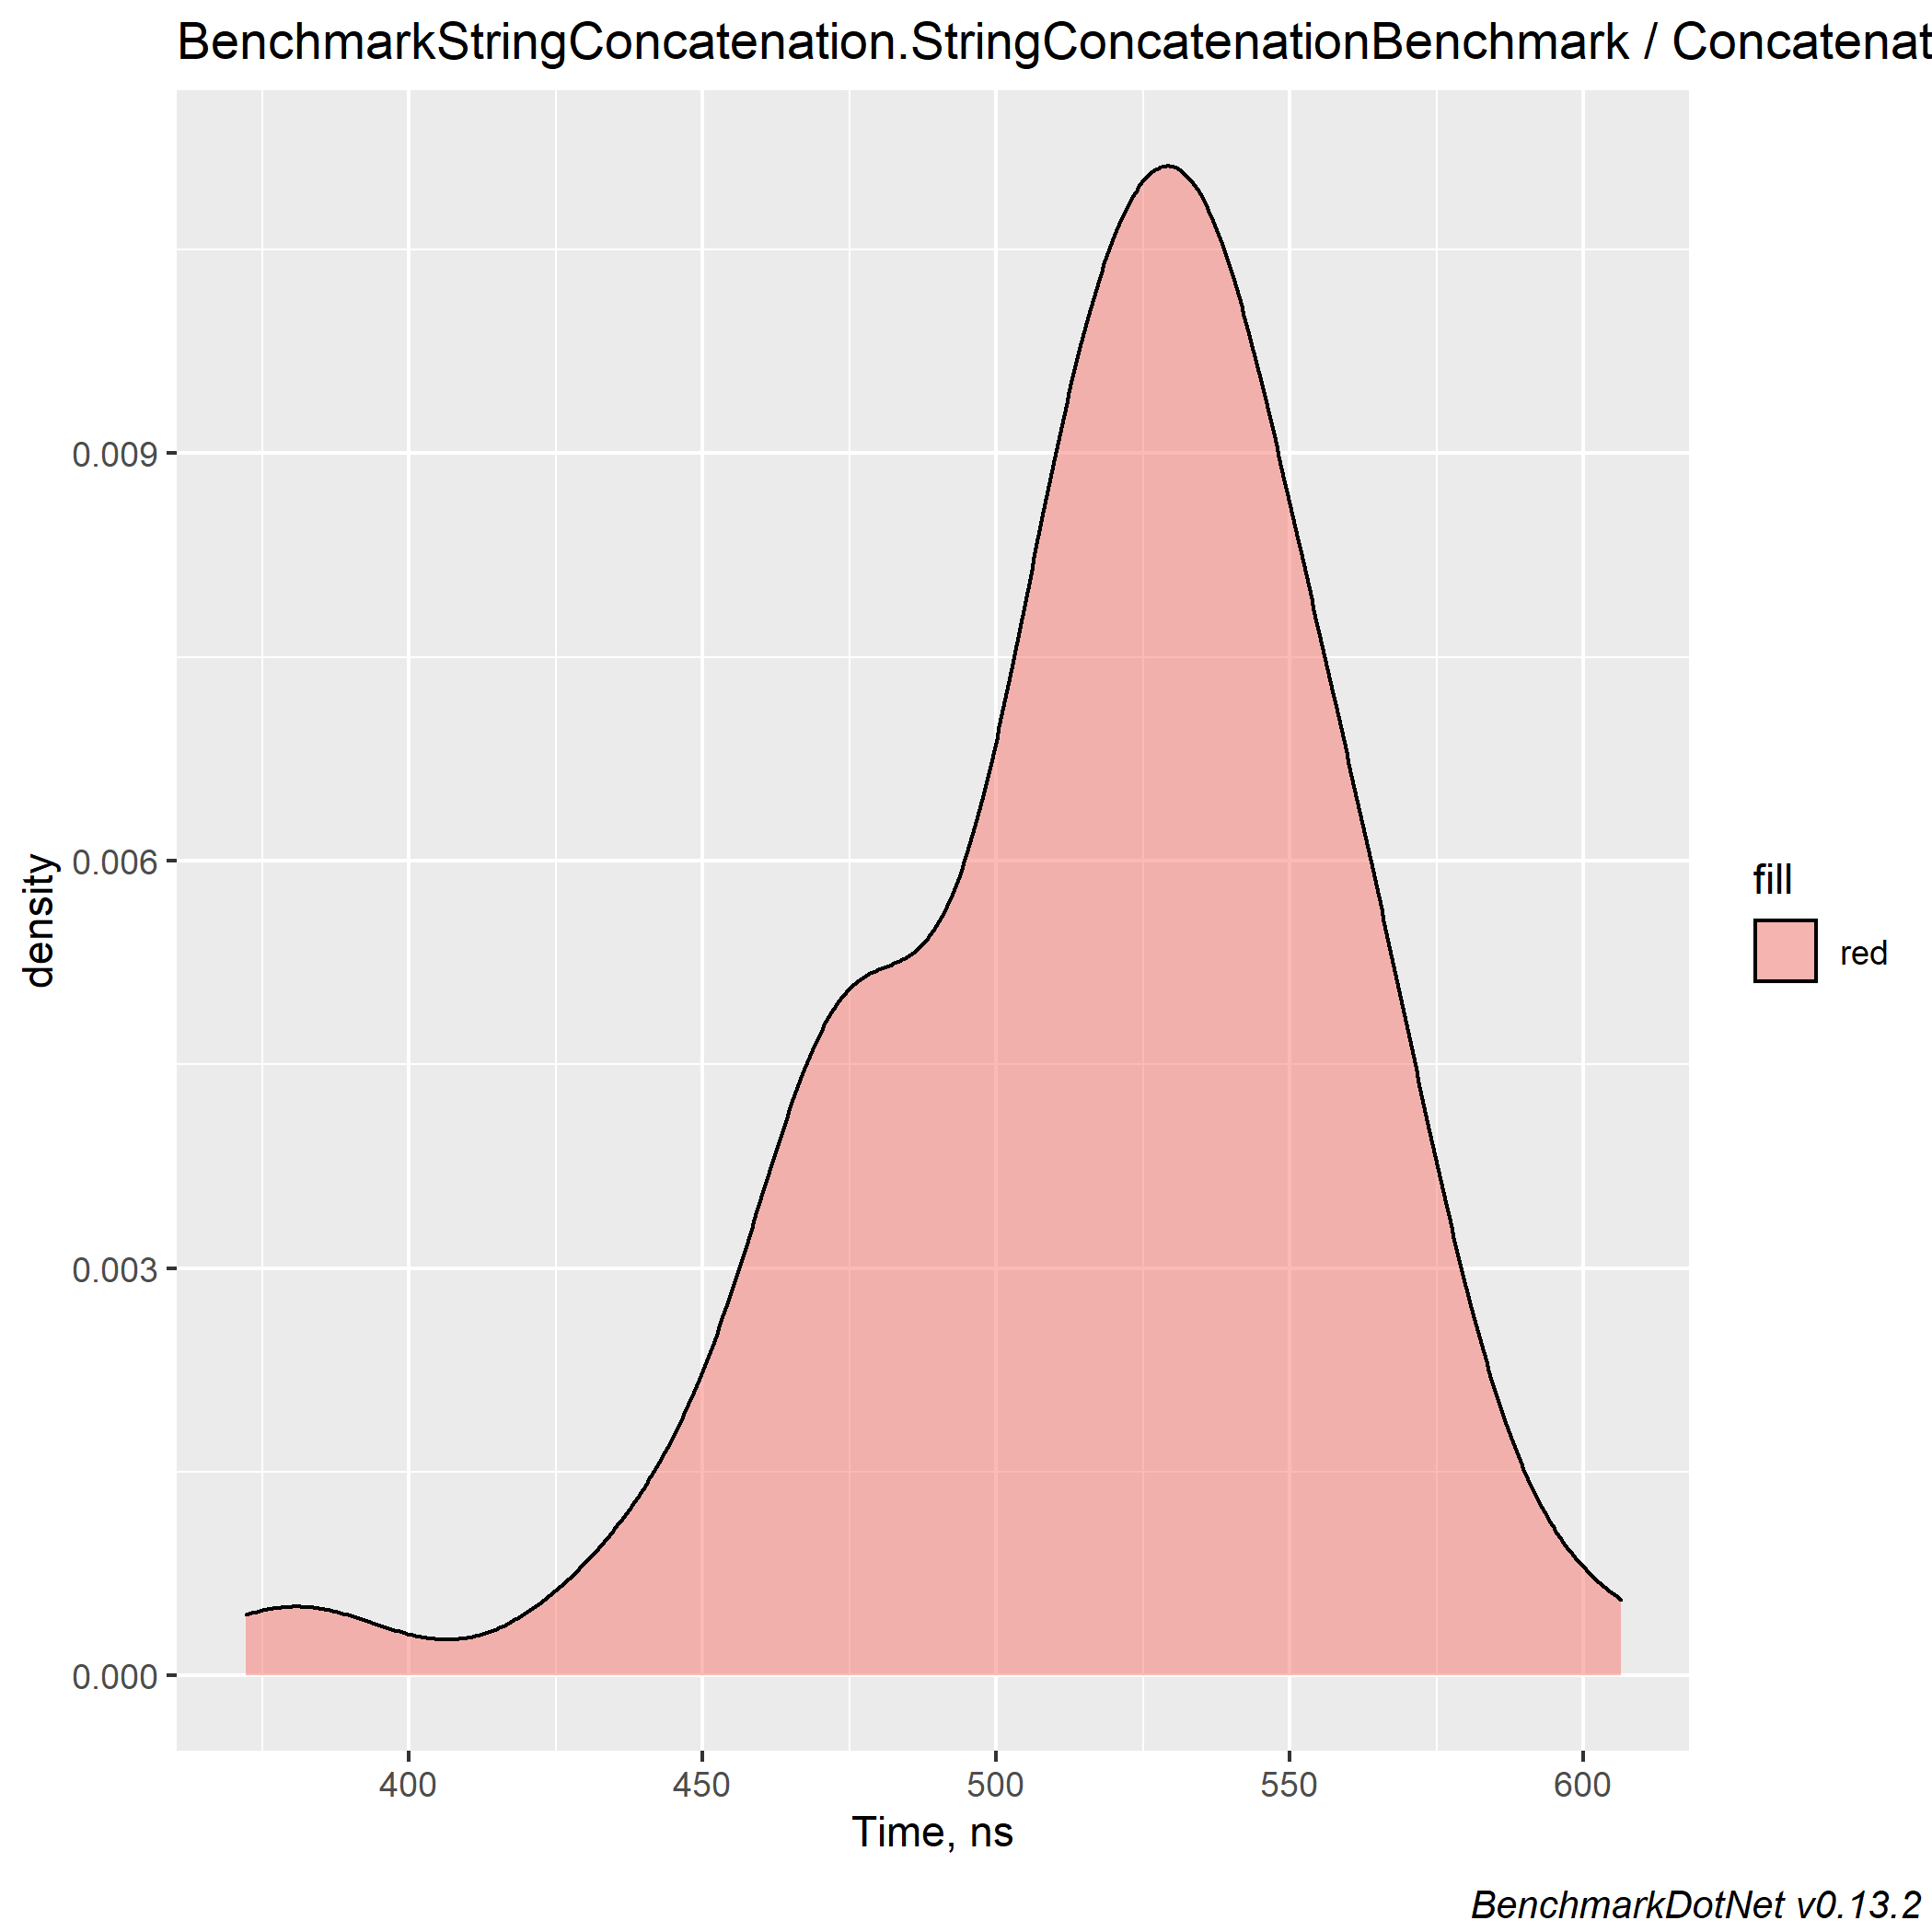 BenchmarkStringConcatenation.StringConcatenationBenchmark / Concatenat
density
0.009
0.006
0.003
0.000
400 450 500 550 600
Time, ns
fill
red
BenchmarkDotNet v0.13.2